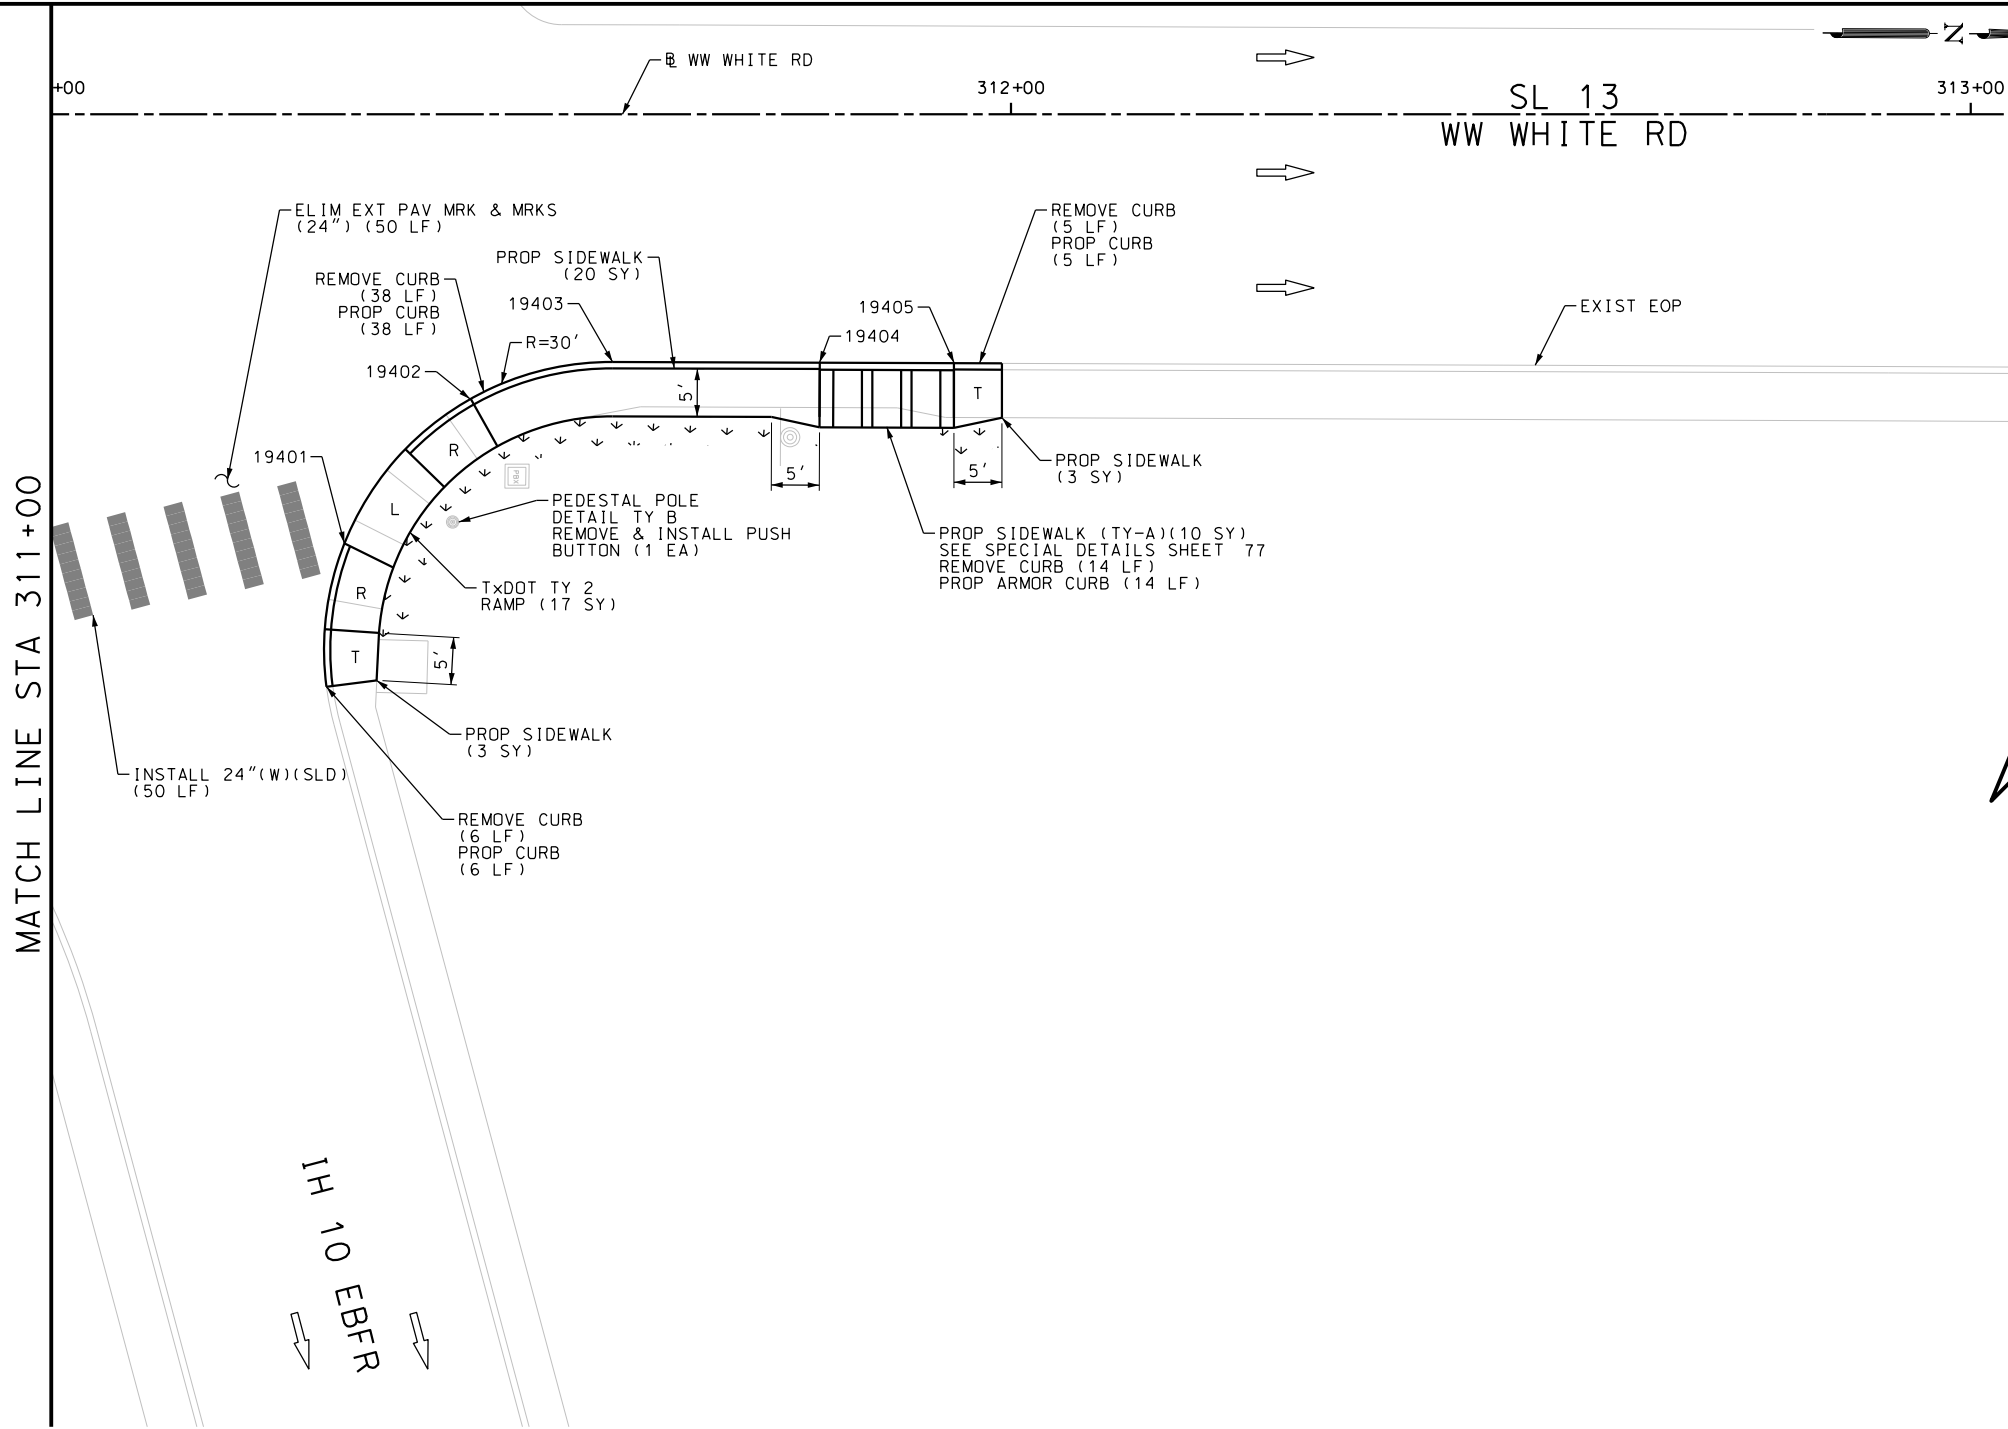 N
℄ WW WHITE RD
+00
312+00
313+00
SL 13
WW WHITE RD
ELIM EXT PAV MRK & MRKS
(24") (50 LF)
REMOVE CURB
(5 LF)
PROP CURB
(5 LF)
PROP SIDEWALK
(20 SY)
REMOVE CURB
(38 LF)
PROP CURB
(38 LF)
19403
19405
19404
EXIST EOP
R=30'
19402
5'
T
R
19401
L
PROP SIDEWALK
(3 SY)
5'
5'
PBX
PEDESTAL POLE
DETAIL TY B
REMOVE & INSTALL PUSH
BUTTON (1 EA)
PROP SIDEWALK (TY-A)(10 SY)
SEE SPECIAL DETAILS SHEET 77
REMOVE CURB (14 LF)
PROP ARMOR CURB (14 LF)
R
TxDOT TY 2
RAMP (17 SY)
T
5'
PROP SIDEWALK
(3 SY)
INSTALL 24"(W)(SLD)
(50 LF)
REMOVE CURB
(6 LF)
PROP CURB
(6 LF)
MATCH LINE STA 311+00
IH 10 EBFR